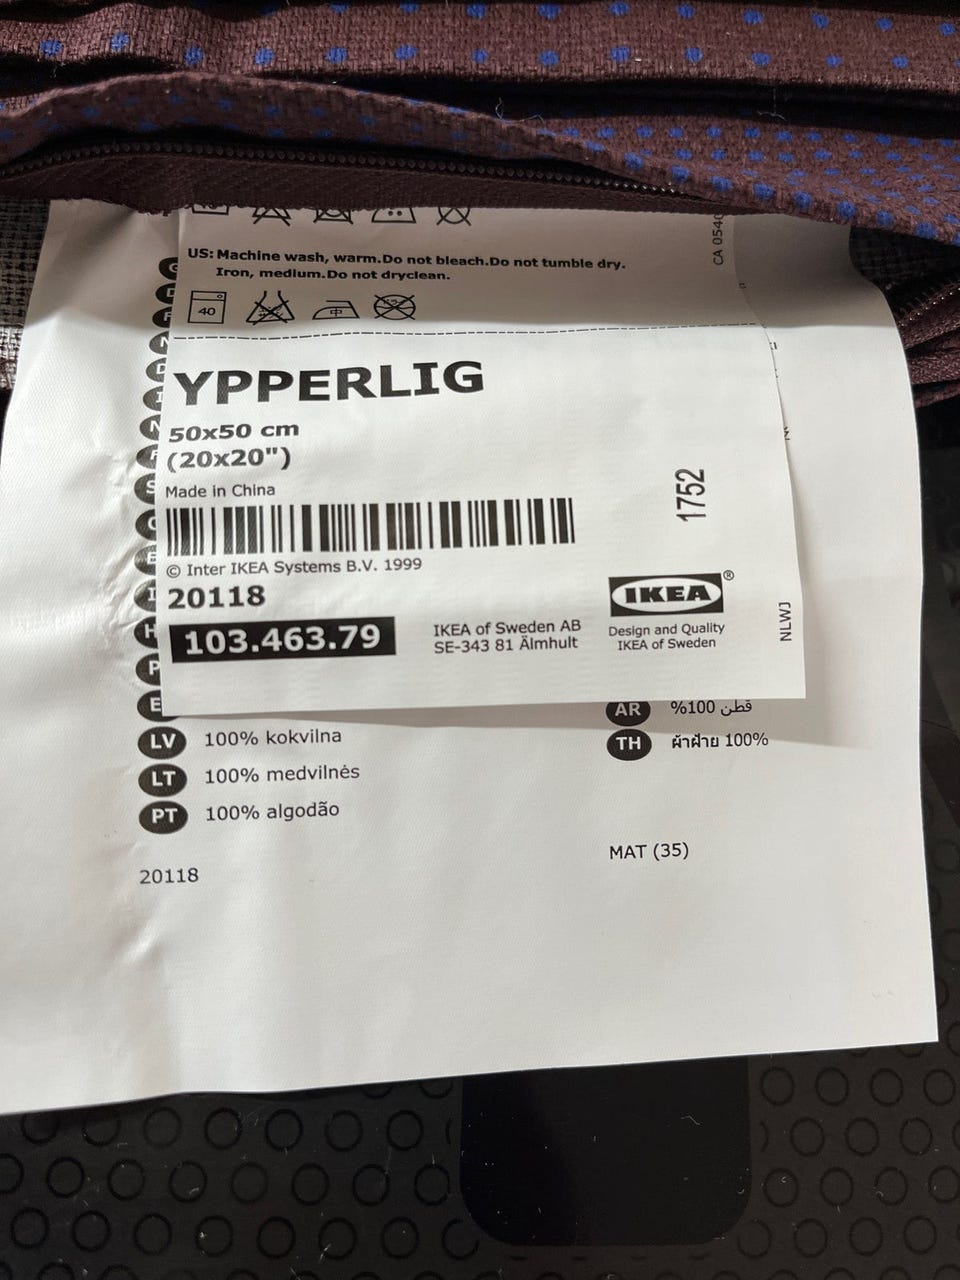 CA 0540
US: Machine wash, warm.Do not bleach.Do not tumble dry.
Iron, medium.Do not dryclean.
40
YPPERLIG
50x50 cm
(20x20")
Made in China
1752
© Inter IKEA Systems B.V. 1999
20118
103.463.79
IKEA of Sweden AB
SE-343 81 Älmhult
IKEA®
Design and Quality
IKEA of Sweden
NLWJ
S
H
P
E
LV 100% kokvilna
LT 100% medvilnės
PT 100% algodão
AR قطن 100%
TH ผ้าฝ้าย 100%
20118
MAT (35)